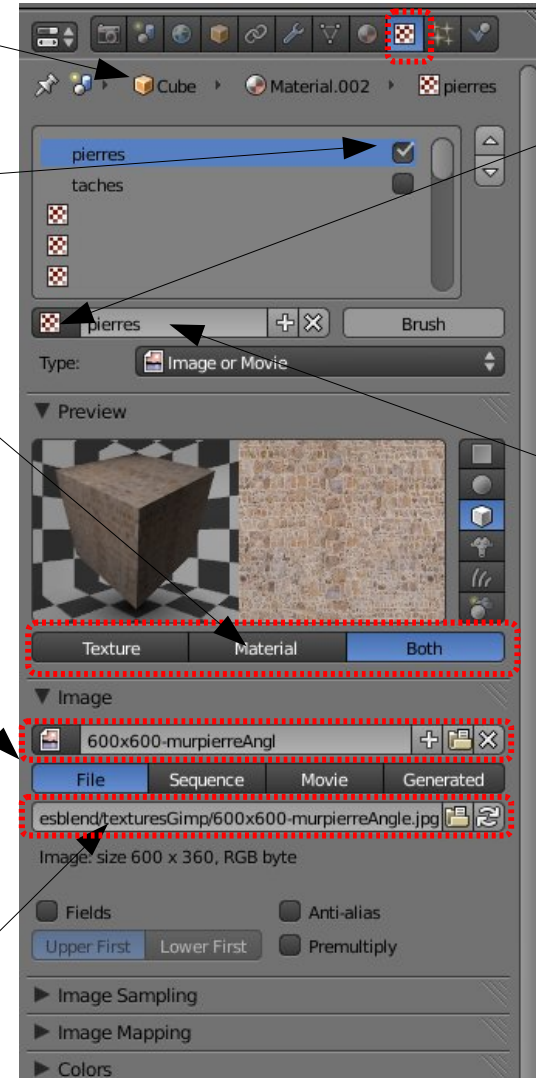 Cube Material.002 pierres
pierres
taches
pierres Brush
Type: Image or Movie
Preview
Texture Material Both
Image
600x600-murpierreAngl
File Sequence Movie Generated
esblend/texturesGimp/600x600-murpierreAngle.jpg
Image: size 600 x 360, RGB byte
Fields Anti-alias
Upper First Lower First Premultiply
Image Sampling
Image Mapping
Colors